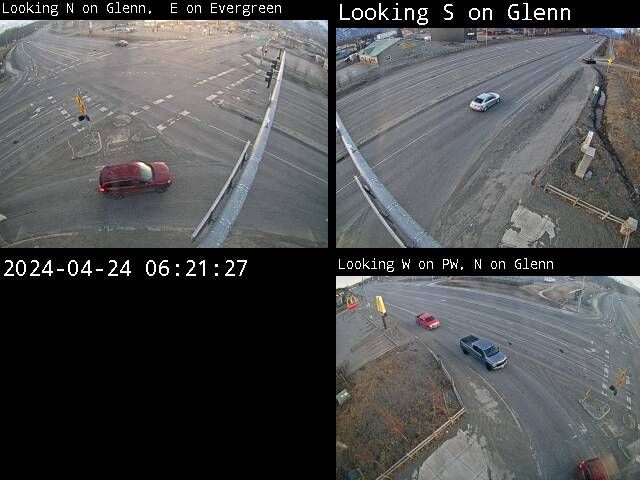 Looking N on Glenn,  E on Evergreen
Looking S on Glenn
2024-04-24 06:21:27
Looking W on PW, N on Glenn